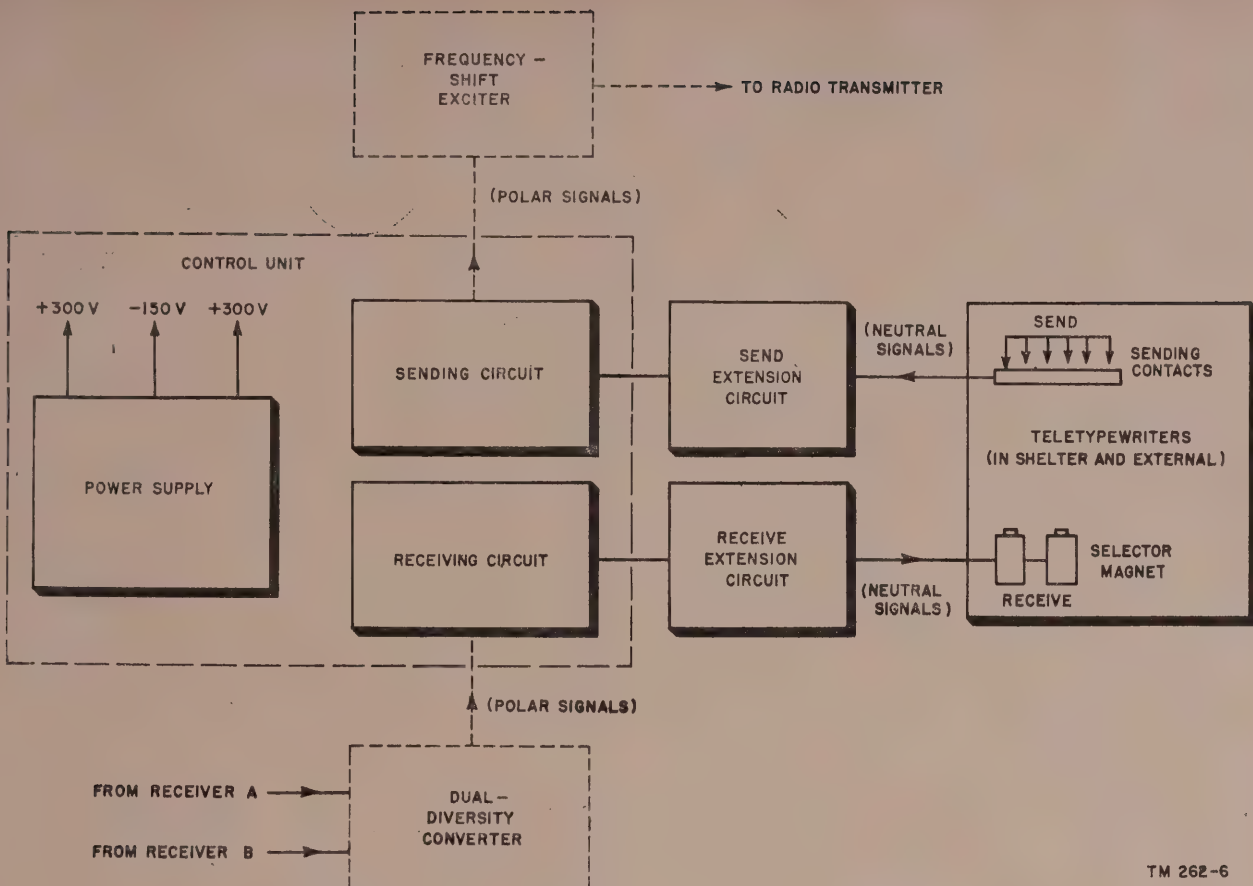 FREQUENCY -
SHIFT
EXCITER
TO RADIO TRANSMITTER
(POLAR SIGNALS)
CONTROL UNIT
+300 V
-150V
+300V
POWER SUPPLY
SENDING CIRCUIT
SEND
EXTENSION
CIRCUIT
(NEUTRAL
SIGNALS)
SEND
SENDING
CONTACTS
TELETYPEWRITERS
(IN SHELTER AND EXTERNAL)
RECEIVING CIRCUIT
RECEIVE
EXTENSION
CIRCUIT
(NEUTRAL
SIGNALS)
SELECTOR
MAGNET
RECEIVE
(POLAR SIGNALS)
FROM RECEIVER A
FROM RECEIVER B
DUAL-
DIVERSITY
CONVERTER
TM 262-6